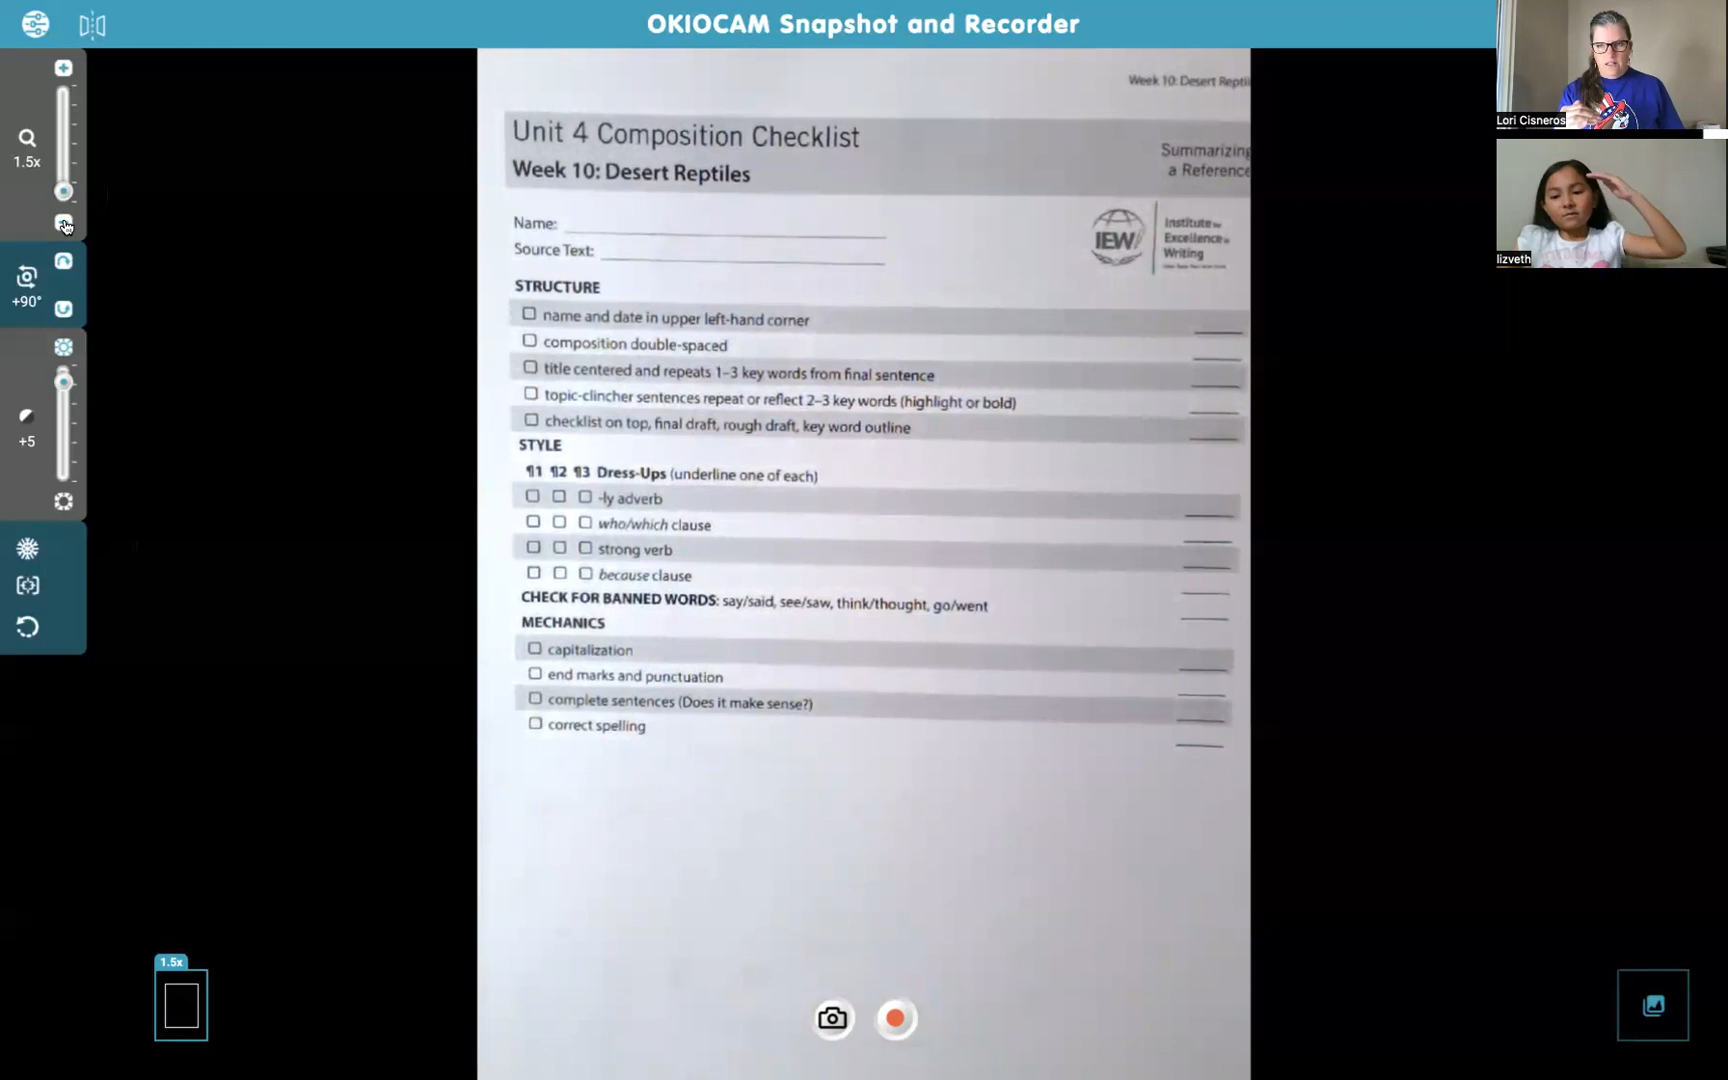 OKIOCAM Snapshot and Recorder
Lori Cisneros
lizveth
1.5x
+90°
+5
Week 10: Desert Repti
Unit 4 Composition Checklist
Week 10: Desert Reptiles
Summarizing
a Reference
Name:
Source Text:
IEW
Institute for
Excellence in
Writing
STRUCTURE
name and date in upper left-hand corner
composition double-spaced
title centered and repeats 1–3 key words from final sentence
topic-clincher sentences repeat or reflect 2–3 key words (highlight or bold)
checklist on top, final draft, rough draft, key word outline
STYLE
¶1 ¶2 ¶3 Dress-Ups (underline one of each)
-ly adverb
who/which clause
strong verb
because clause
CHECK FOR BANNED WORDS: say/said, see/saw, think/thought, go/went
MECHANICS
capitalization
end marks and punctuation
complete sentences (Does it make sense?)
correct spelling
1.5x